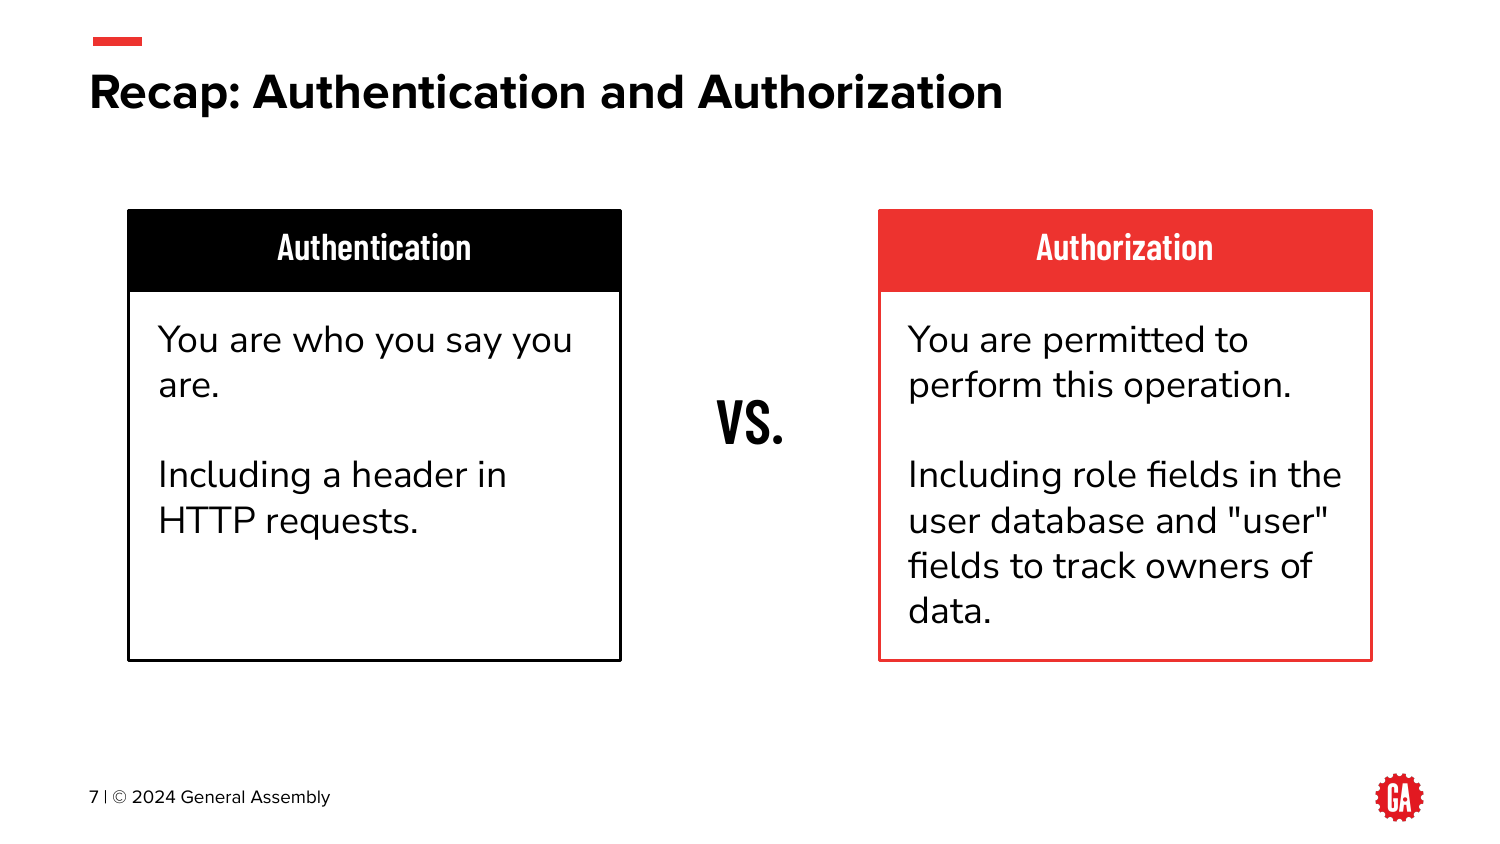 Recap: Authentication and Authorization
Authentication
You are who you say you
are.
Including a header in
HTTP requests.
VS.
Authorization
You are permitted to
perform this operation.
Including role fields in the
user database and "user"
fields to track owners of
data.
7 | © 2024 General Assembly
GA